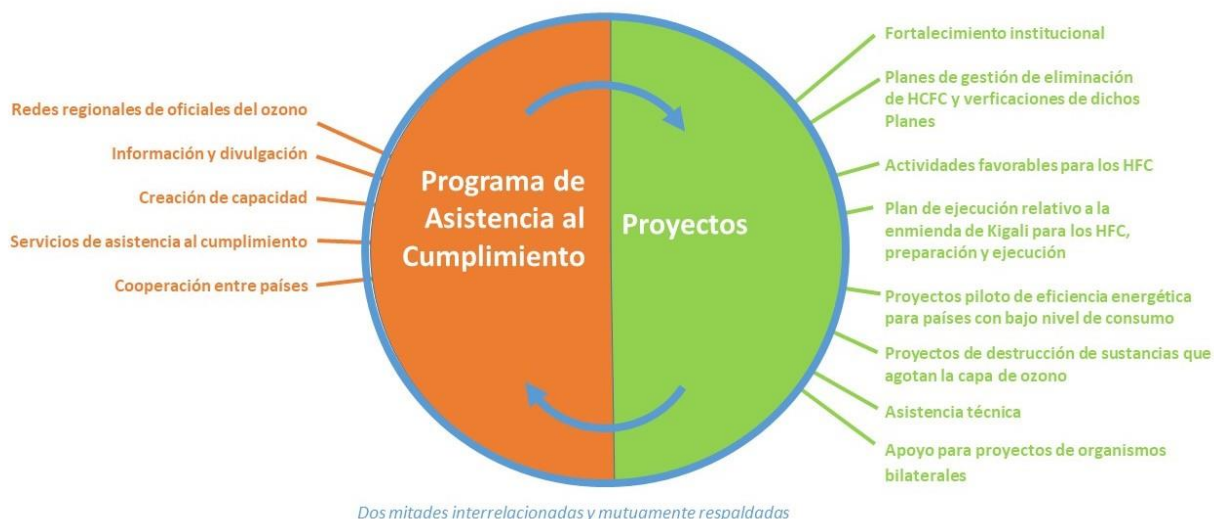 Redes regionales de oficiales del ozono
Información y divulgación
Creación de capacidad
Servicios de asistencia al cumplimiento
Cooperación entre países
Programa de
Asistencia al
Cumplimiento
Proyectos
Fortalecimiento institucional
Planes de gestión de eliminación
de HCFC y verificaciones de dichos
Planes
Actividades favorables para los HFC
Plan de ejecución relativo a la
enmienda de Kigali para los HFC,
preparación y ejecución
Proyectos piloto de eficiencia energética
para países con bajo nivel de consumo
Proyectos de destrucción de sustancias que
agotan la capa de ozono
Asistencia técnica
Apoyo para proyectos de organismos
bilaterales
Dos mitades interrelacionadas y mutuamente respaldadas